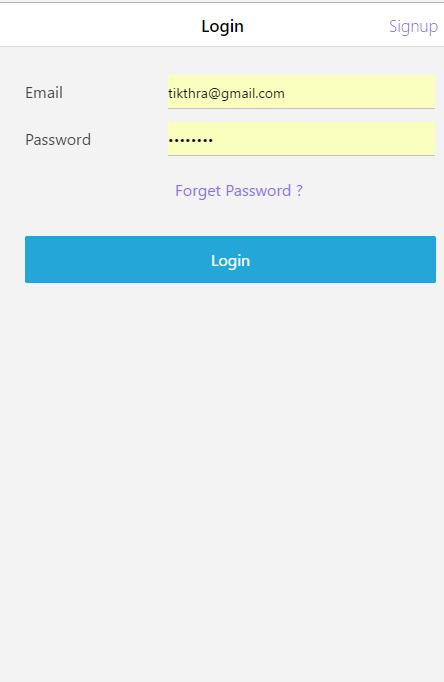 Login Signup
Email tikthra@gmail.com
Password ••••••••
Forget Password ?
Login